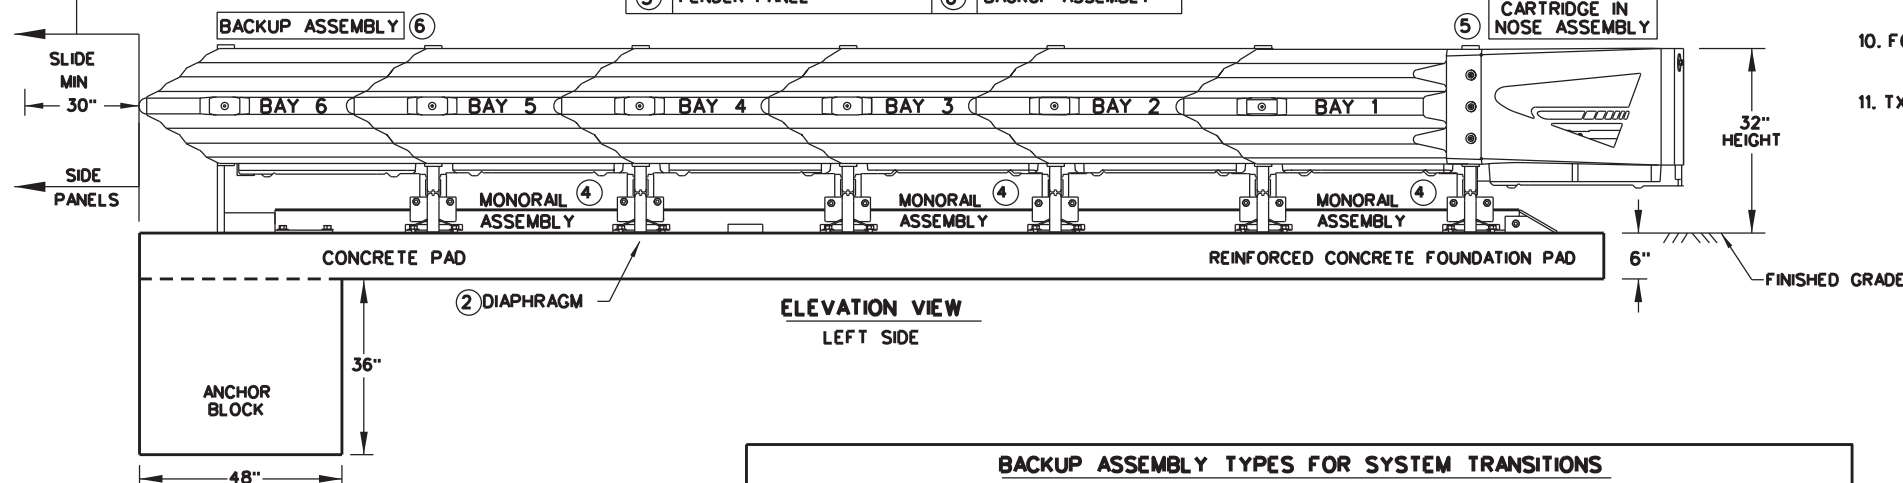 BACKUP ASSEMBLY 6
5
CARTRIDGE IN
NOSE ASSEMBLY
10. F
11. TX
SLIDE
MIN
30"
BAY 6
BAY 5
BAY 4
BAY 3
BAY 2
BAY 1
32"
HEIGHT
SIDE
PANELS
MONORAIL 4
ASSEMBLY
MONORAIL 4
ASSEMBLY
MONORAIL 4
ASSEMBLY
CONCRETE PAD
REINFORCED CONCRETE FOUNDATION PAD
6"
FINISHED GRADE
2 DIAPHRAGM
ELEVATION VIEW
LEFT SIDE
36"
ANCHOR
BLOCK
48"
BACKUP ASSEMBLY TYPES FOR SYSTEM TRANSITIONS